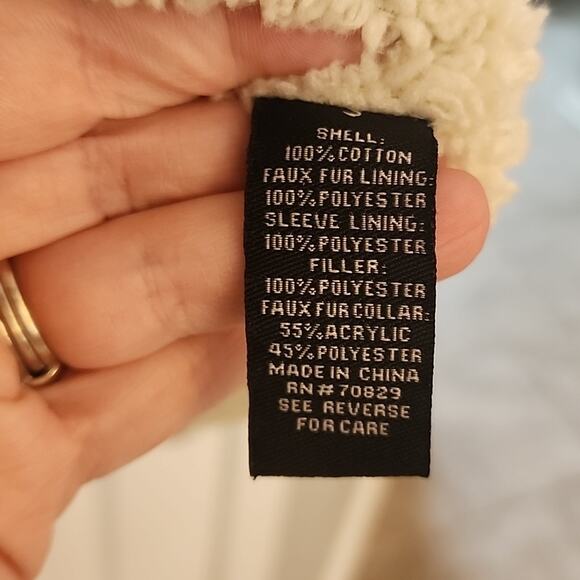 SHELL:
100% COTTON
FAUX FUR LINING:
100% POLYESTER
SLEEVE LINING:
100% POLYESTER
FILLER:
100% POLYESTER
FAUX FUR COLLAR:
55% ACRYLIC
45% POLYESTER
MADE IN CHINA
RN# 70829
SEE REVERSE
FOR CARE